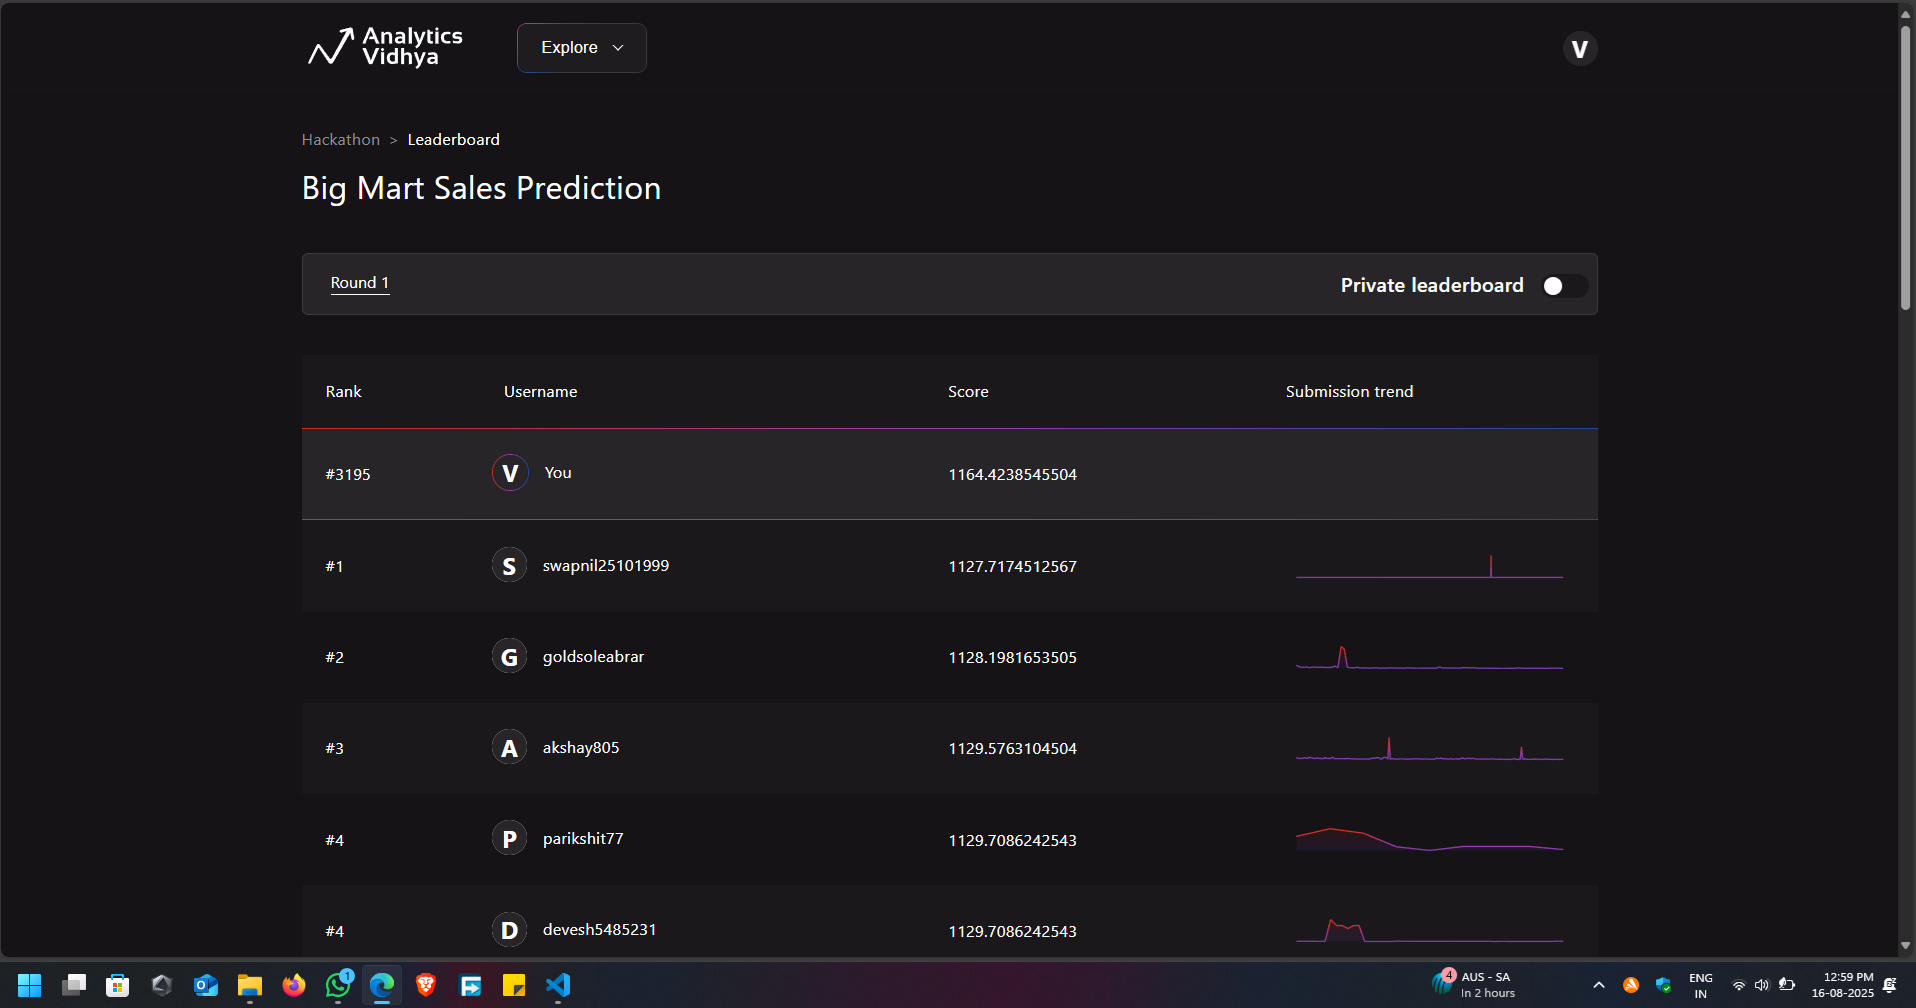 Analytics
Vidhya
Explore
V
Hackathon > Leaderboard
Big Mart Sales Prediction
Round 1
Private leaderboard
Rank Username Score Submission trend
#3195 V You 1164.4238545504
#1 S swapnil25101999 1127.7174512567
#2 G goldsoleabrar 1128.1981653505
#3 A akshay805 1129.5763104504
#4 P parikshit77 1129.7086242543
#4 D devesh5485231 1129.7086242543
1
4
AUS - SA
In 2 hours
ENG
IN
12:59 PM
16-08-2025